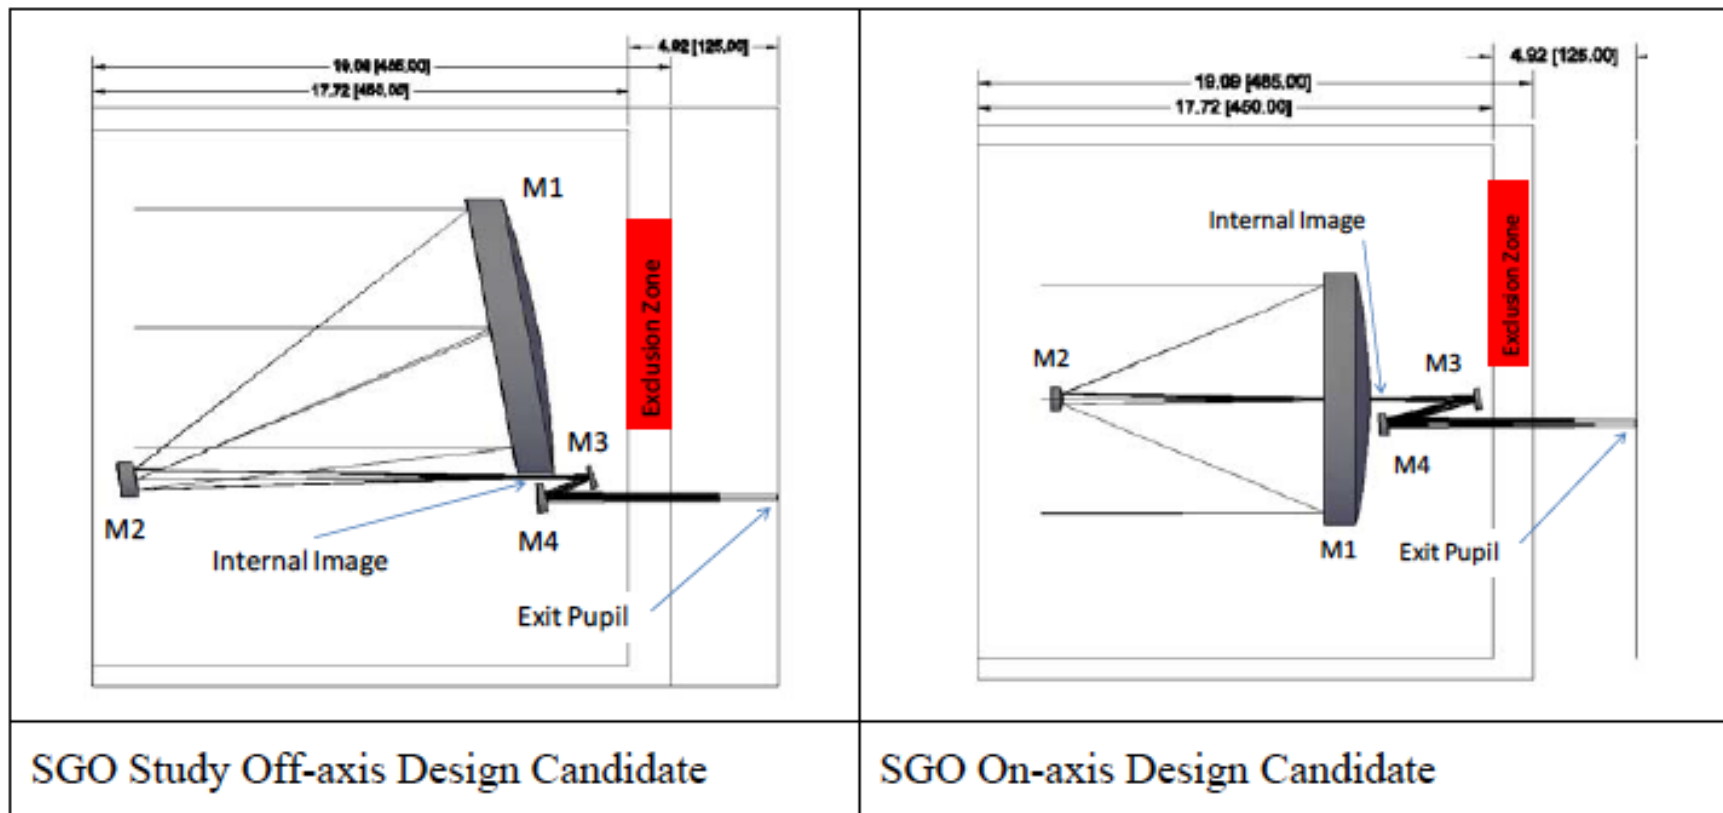 4.92 [125.00]
19.09 [485.00]
17.72 [450.00]
M1
Exclusion Zone
M3
M2
M4
Internal Image
Exit Pupil
SGO Study Off-axis Design Candidate
4.92 [125.00]
19.09 [485.00]
17.72 [450.00]
Internal Image
Exclusion Zone
M2
M3
M4
M1
Exit Pupil
SGO On-axis Design Candidate